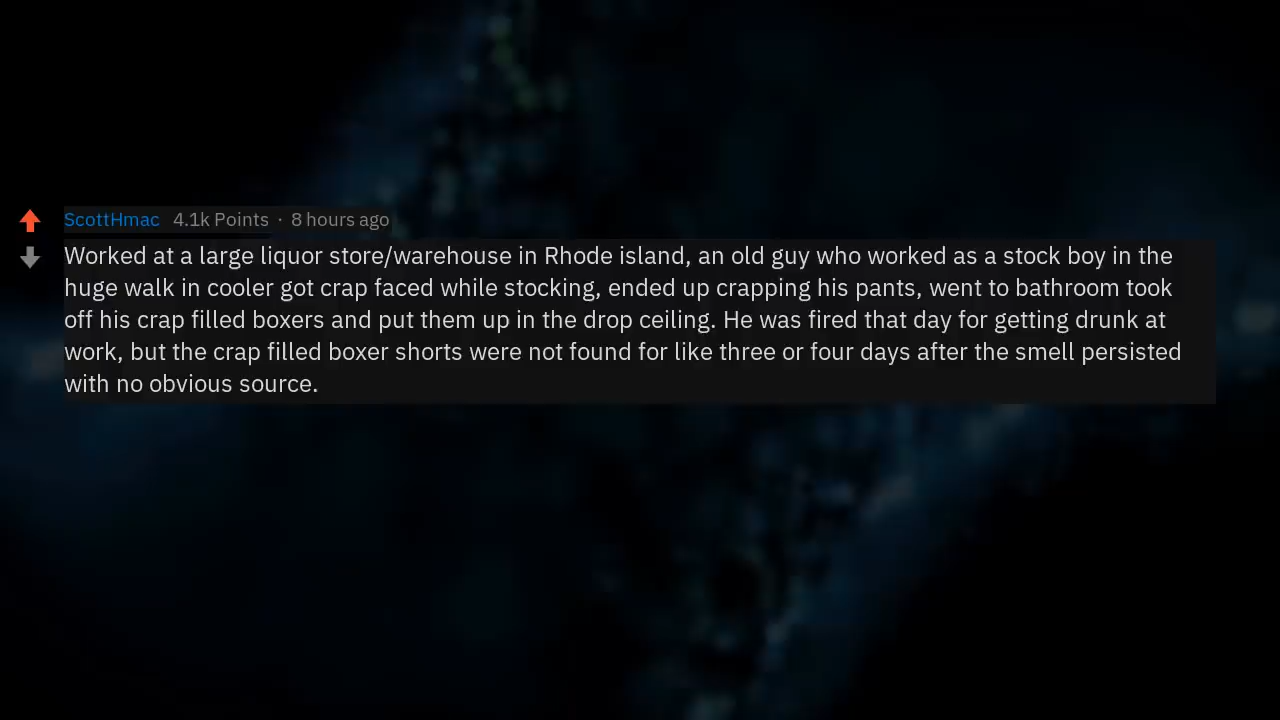 ScottHmac 4.1k Points · 8 hours ago
Worked at a large liquor store/warehouse in Rhode island, an old guy who worked as a stock boy in the
huge walk in cooler got crap faced while stocking, ended up crapping his pants, went to bathroom took
off his crap filled boxers and put them up in the drop ceiling. He was fired that day for getting drunk at
work, but the crap filled boxer shorts were not found for like three or four days after the smell persisted
with no obvious source.